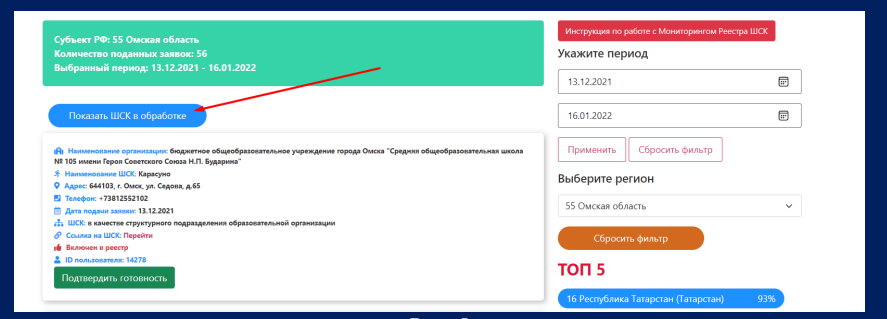 Субъект РФ: 55 Омская область
Количество поданных заявок: 56
Выбранный период: 13.12.2021 - 16.01.2022
Показать ШСК в обработке
Наименование организации: бюджетное общеобразовательное учреждение города Омска "Средняя общеобразовательная школа
№ 105 имени Героя Советского Союза Н.П. Бударина"
Наименование ШСК: Карасуно
Адрес: 644103, г. Омск, ул. Седова, д.65
Телефон: +73812552102
Дата подачи заявки: 13.12.2021
ШСК: в качестве структурного подразделения образовательной организации
Ссылка на ШСК: Перейти
Включен в реестр
ID пользователя: 14278
Подтвердить готовность
Инструкция по работе с Мониторингом Реестра ШСК
Укажите период
13.12.2021
16.01.2022
Применить Сбросить фильтр
Выберите регион
55 Омская область
Сбросить фильтр
ТОП 5
16 Республика Татарстан (Татарстан) 93%